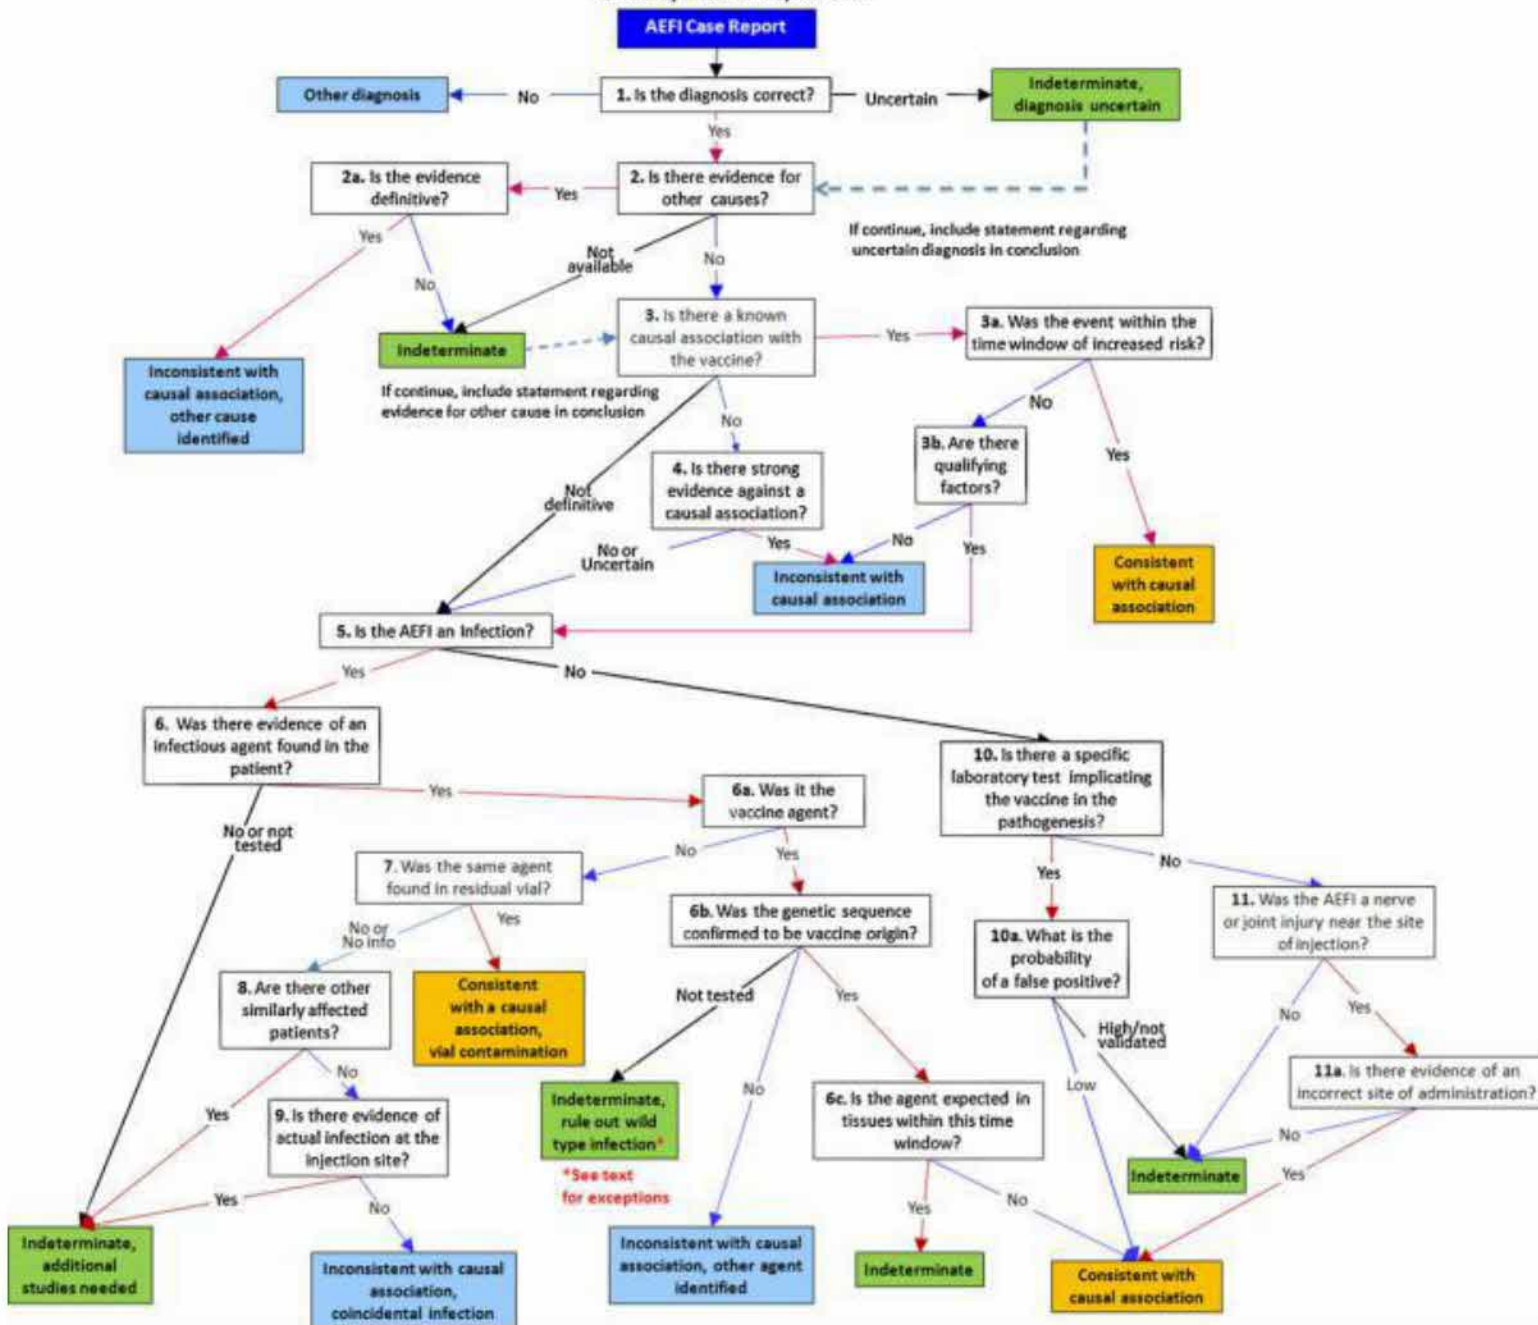 AEFI Case Report
Other diagnosis
No
1. Is the diagnosis correct?
Uncertain
Indeterminate,
diagnosis uncertain
Yes
2a. Is the evidence
definitive?
Yes
2. Is there evidence for
other causes?
If continue, include statement regarding
uncertain diagnosis in conclusion
Yes
No
Not
available
No
Indeterminate
If continue, include statement regarding
evidence for other cause in conclusion
3. Is there a known
causal association with
the vaccine?
Yes
3a. Was the event within the
time window of increased risk?
Inconsistent with
causal association,
other cause
identified
No
Yes
Not
definitive
No
4. Is there strong
evidence against a
causal association?
3b. Are there
qualifying
factors?
No or
Uncertain
Yes
No
Yes
Inconsistent with
causal association
Consistent
with causal
association
5. Is the AEFI an Infection?
Yes
No
6. Was there evidence of an
infectious agent found in the
patient?
Yes
No or not
tested
6a. Was it the
vaccine agent?
10. Is there a specific
laboratory test implicating
the vaccine in the
pathogenesis?
No
Yes
Yes
No
7. Was the same agent
found in residual vial?
No or
No info
Yes
6b. Was the genetic sequence
confirmed to be vaccine origin?
10a. What is the
probability
of a false positive?
11. Was the AEFI a nerve
or joint injury near the site
of injection?
8. Are there other
similarly affected
patients?
Consistent
with a causal
association,
vial contamination
Not tested
Yes
No
High/not
validated
Low
No
Yes
Yes
No
9. Is there evidence of
actual infection at the
injection site?
Indeterminate,
rule out wild
type infection*
*See text
for exceptions
6c. Is the agent expected in
tissues within this time
window?
11a. Is there evidence of an
incorrect site of administration?
No
Yes
Indeterminate
Yes
No
Yes
No
Indeterminate,
additional
studies needed
Inconsistent with causal
association,
coincidental infection
Inconsistent with causal
association, other agent
identified
Indeterminate
Consistent with
causal association